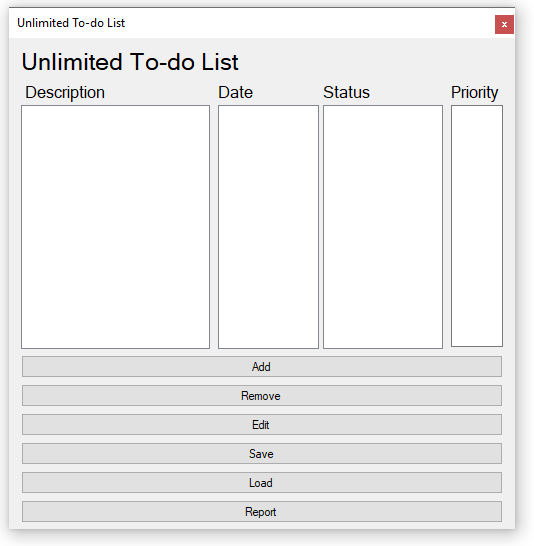 Unlimited To-do List
x
Unlimited To-do List
Description Date Status Priority
Add
Remove
Edit
Save
Load
Report